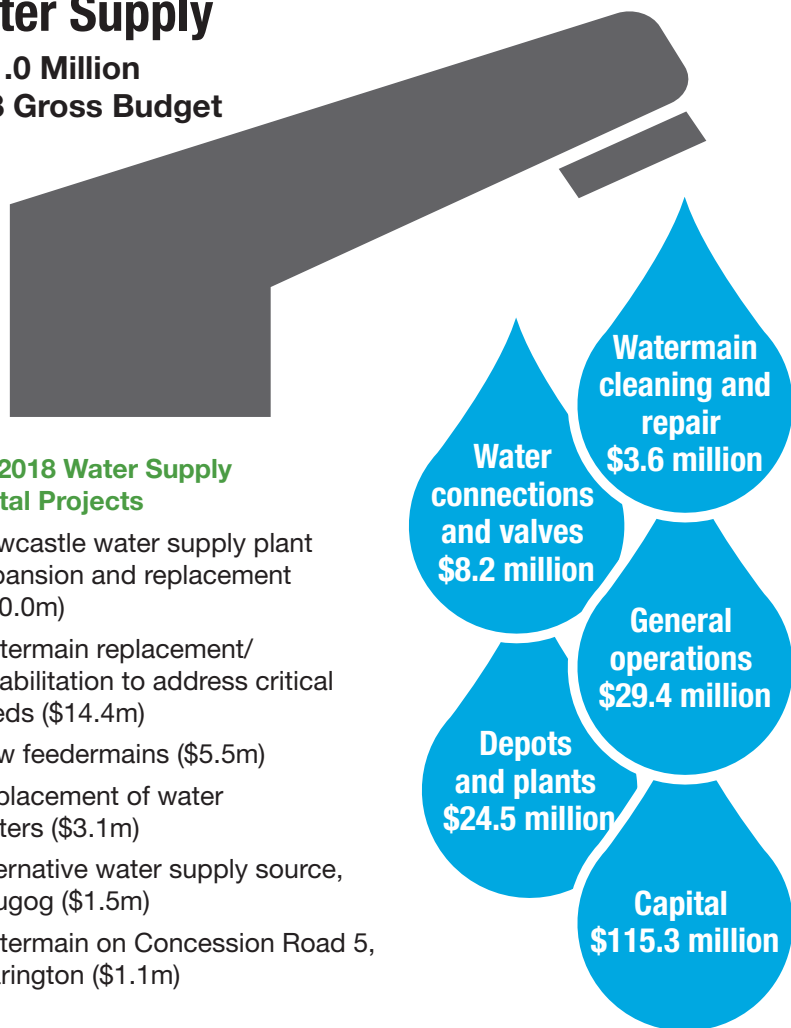 ter Supply
.0 Million
Gross Budget
2018 Water Supply
tal Projects
wcastle water supply plant
pansion and replacement
0.0m)
termain replacement/
abilitation to address critical
eds ($14.4m)
w feedermains ($5.5m)
placement of water
ters ($3.1m)
ernative water supply source,
ugog ($1.5m)
termain on Concession Road 5,
arington ($1.1m)
Watermain
cleaning and
repair
$3.6 million
Water
connections
and valves
$8.2 million
General
operations
$29.4 million
Depots
and plants
$24.5 million
Capital
$115.3 million